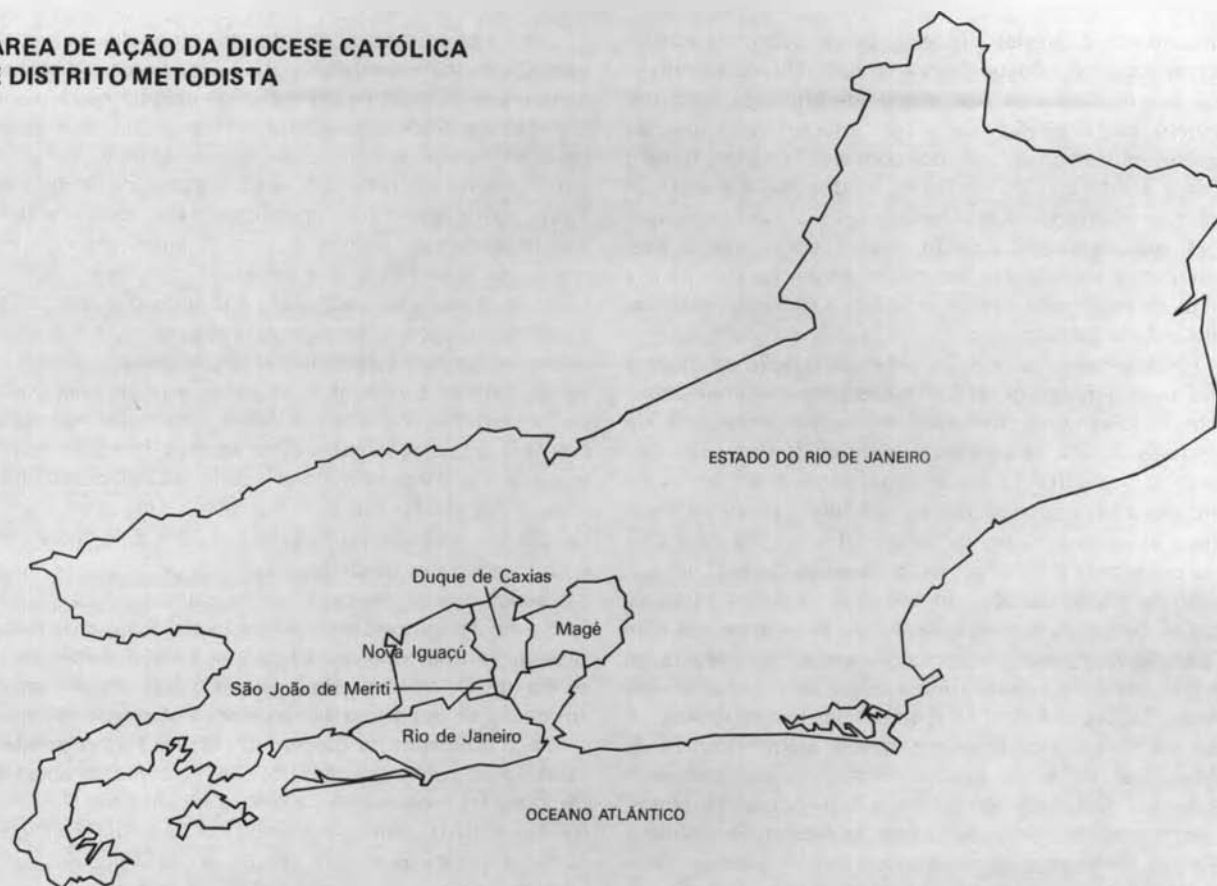 ÁREA DE AÇÃO DA DIOCESE CATÓLICA
E DISTRITO METODISTA
ESTADO DO RIO DE JANEIRO
Duque de Caxias
Magé
Nova Iguaçú
São João de Meriti
Rio de Janeiro
OCEANO ATLÂNTICO